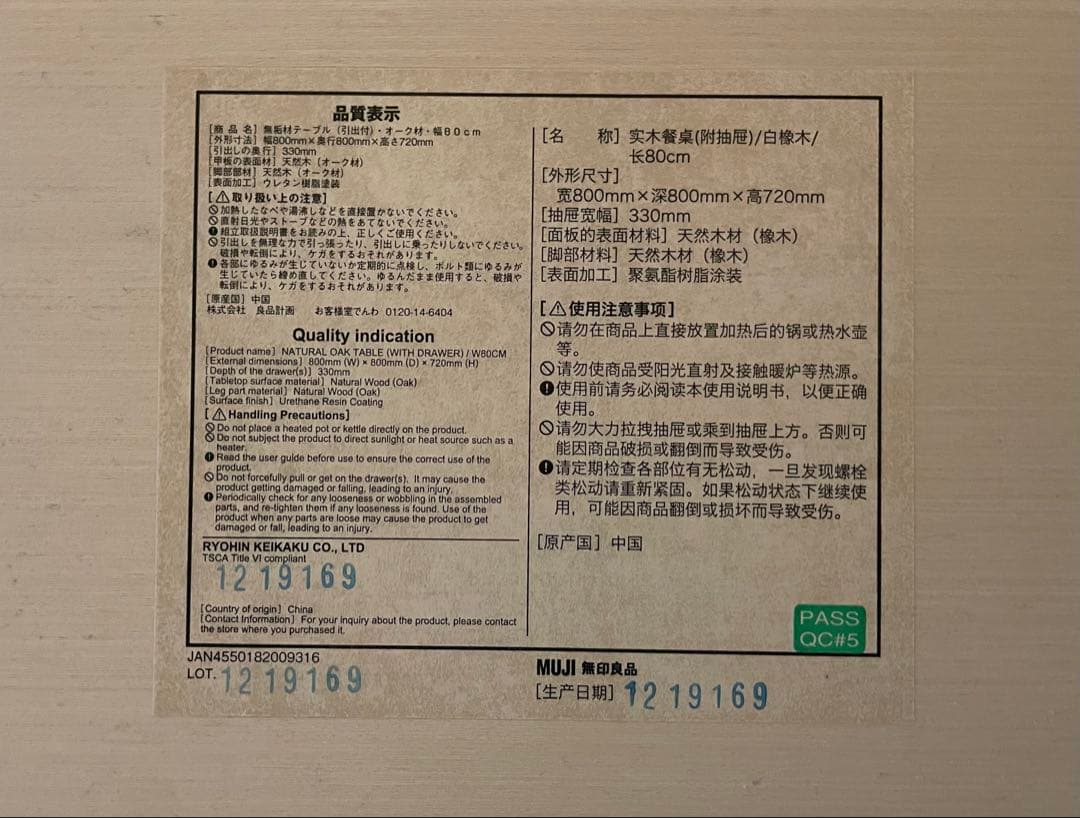 品質表示
[商 品 名] 無垢材テーブル（引出付）・オーク材・幅８０ｃｍ
[外形寸法] 幅800mm×奥行800mm×高さ720mm
[引出しの奥行] 330mm
[甲板の表面材] 天然木（オーク材）
[脚部部材] 天然木（オーク材）
[表面加工] ウレタン樹脂塗装
[⚠取り扱い上の注意]
🚫加熱したなべや湯沸しなどを直接置かないでください。
🚫直射日光やストーブなどの熱をあてないでください。
❗組立取扱説明書をお読みの上、正しくご使用ください。
🚫引出しを無理な力で引っ張ったり、引出しに乗ったりしないでください。
破損や転倒により、ケガをするおそれがあります。
❗各部にゆるみが生じていないか定期的に点検し、ボルト類にゆるみが
生じていたら締め直してください。ゆるんだまま使用すると、破損や
転倒により、ケガをするおそれがあります。
[原産国] 中国
株式会社 良品計画 お客様室でんわ 0120-14-6404
Quality indication
[Product name] NATURAL OAK TABLE (WITH DRAWER) / W80CM
[External dimensions] 800mm (W) × 800mm (D) × 720mm (H)
[Depth of the drawer(s)] 330mm
[Tabletop surface material] Natural Wood (Oak)
[Leg part material] Natural Wood (Oak)
[Surface finish] Urethane Resin Coating
[⚠Handling Precautions]
🚫Do not place a heated pot or kettle directly on the product.
🚫Do not subject the product to direct sunlight or heat source such as a
heater.
❗Read the user guide before use to ensure the correct use of the
product.
🚫Do not forcefully pull or get on the drawer(s). It may cause the
product getting damaged or falling, leading to an injury.
❗Periodically check for any looseness or wobbling in the assembled
parts, and re-tighten them if any looseness is found. Use of the
product when any parts are loose may cause the product to get
damaged or fall, leading to an injury.
RYOHIN KEIKAKU CO., LTD
TSCA Title VI compliant
12 19169
[Country of origin] China
[Contact Information] For your inquiry about the product, please contact
the store where you purchased it.
JAN4550182009316
LOT. 12 19169
[名 称] 实木餐桌(附抽屉)/白橡木/
长80cm
[外形尺寸]
宽800mm×深800mm×高720mm
[抽屉宽幅] 330mm
[面板的表面材料] 天然木材（橡木）
[脚部材料] 天然木材（橡木）
[表面加工] 聚氨酯树脂涂装
[⚠使用注意事项]
🚫请勿在商品上直接放置加热后的锅或热水壶
等。
🚫请勿使商品受阳光直射及接触暖炉等热源。
❗使用前请务必阅读本使用说明书，以便正确
使用。
🚫请勿大力拉拽抽屉或乘到抽屉上方。否则可
能因商品破损或翻倒而导致受伤。
❗请定期检查各部位有无松动，一旦发现螺栓
类松动请重新紧固。如果松动状态下继续使
用，可能因商品翻倒或损坏而导致受伤。
[原产国] 中国
PASS
QC#5
MUJI 無印良品
[生产日期] 12 19169